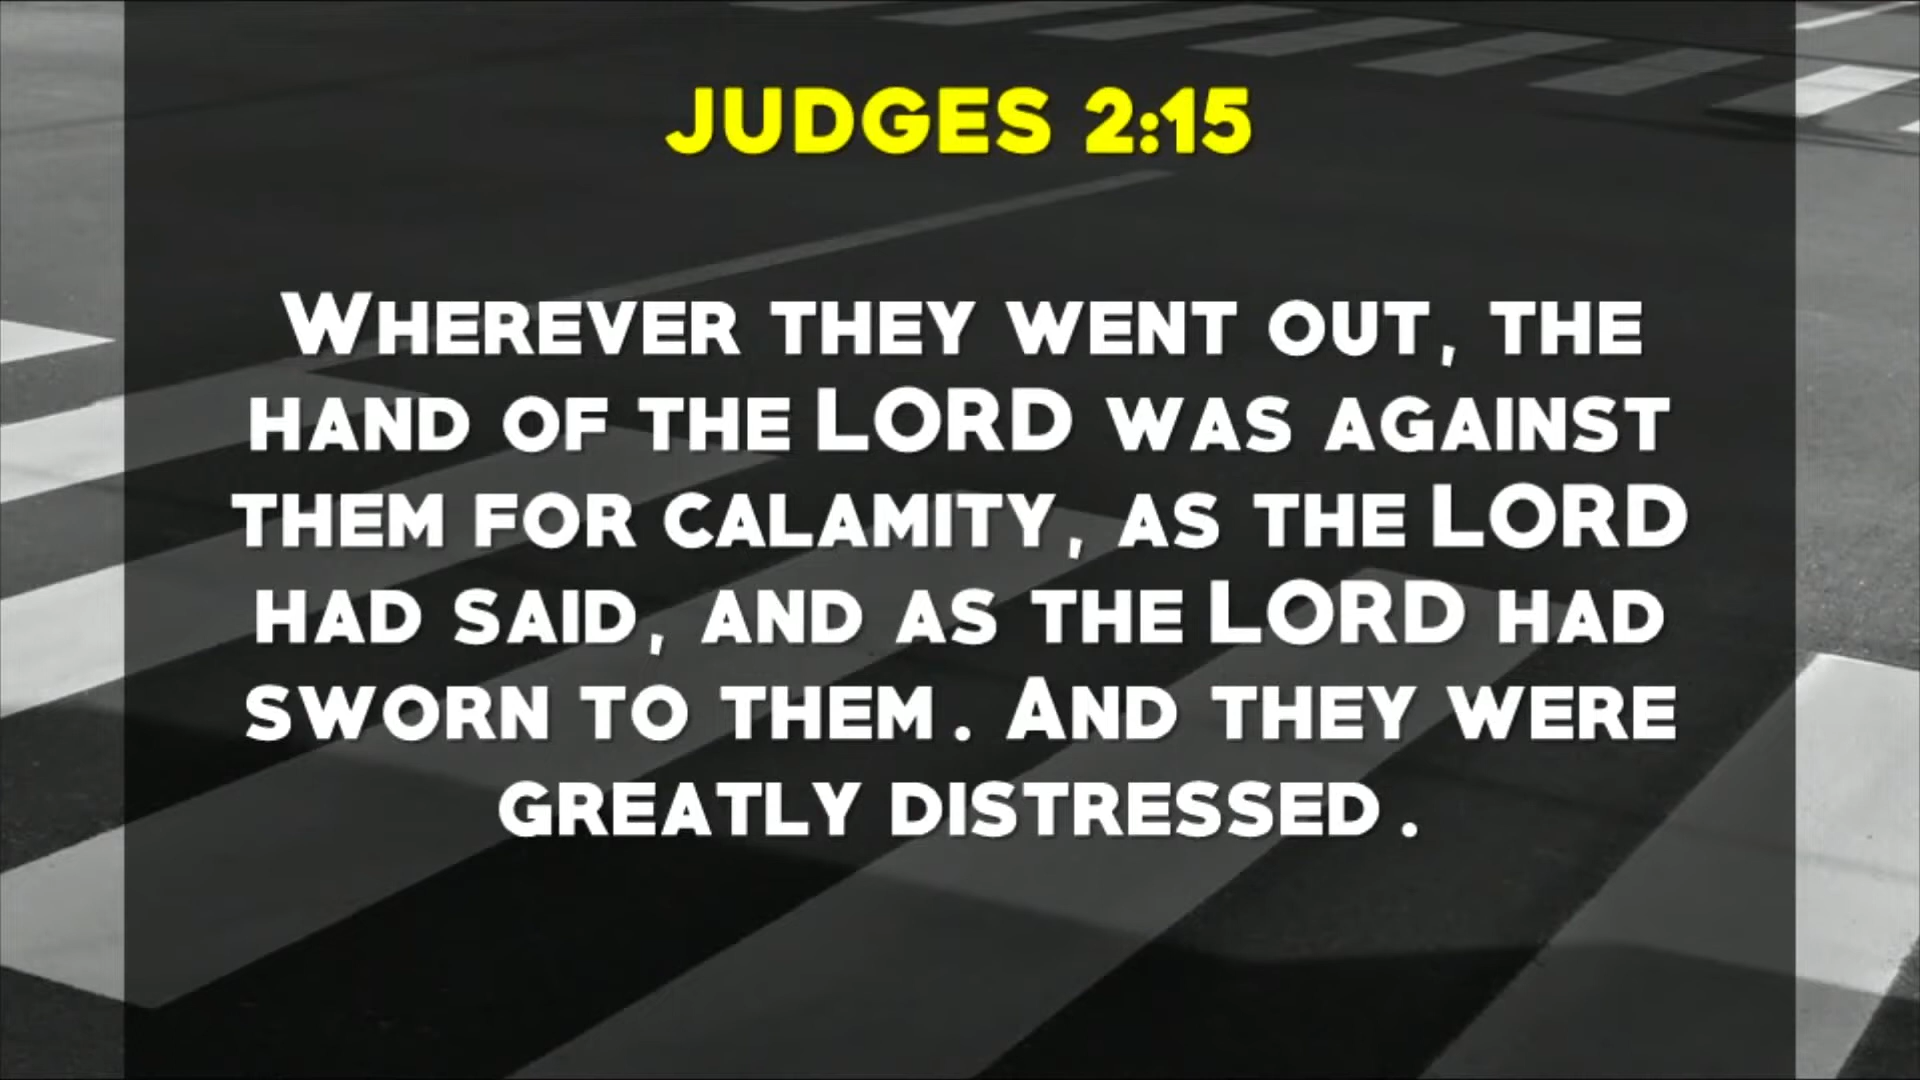 JUDGES 2:15
WHEREVER THEY WENT OUT, THE
HAND OF THE LORD WAS AGAINST
THEM FOR CALAMITY, AS THE LORD
HAD SAID, AND AS THE LORD HAD
SWORN TO THEM. AND THEY WERE
GREATLY DISTRESSED.